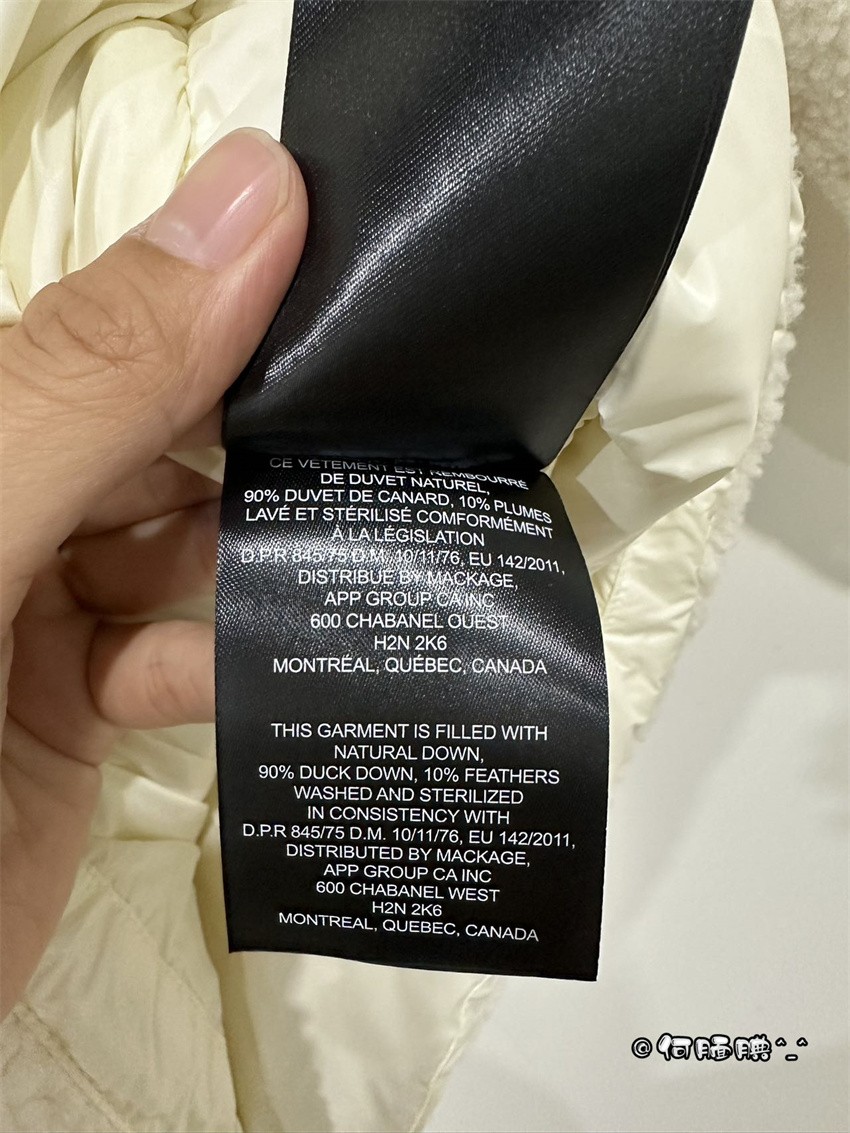 CE VÊTEMENT EST REMBOURRÉ
DE DUVET NATUREL,
90% DUVET DE CANARD, 10% PLUMES
LAVÉ ET STÉRILISÉ COMFORMÉMENT
À LA LÉGISLATION
D.P.R 845/75 D.M. 10/11/76, EU 142/2011,
DISTRIBUE BY MACKAGE,
APP GROUP CA INC
600 CHABANEL OUEST
H2N 2K6
MONTRÉAL, QUÉBEC, CANADA
THIS GARMENT IS FILLED WITH
NATURAL DOWN,
90% DUCK DOWN, 10% FEATHERS
WASHED AND STERILIZED
IN CONSISTENCY WITH
D.P.R 845/75 D.M. 10/11/76, EU 142/2011,
DISTRIBUTED BY MACKAGE,
APP GROUP CA INC
600 CHABANEL WEST
H2N 2K6
MONTREAL, QUEBEC, CANADA